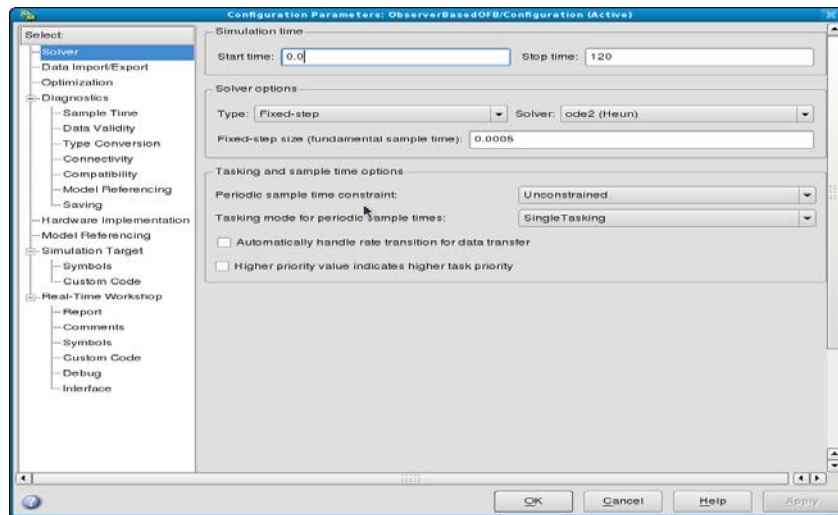 Configuration Parameters: ObserverBasedOFB/Configuration (Active)
Select:
Solver
Data Import/Export
Optimization
Diagnostics
Sample Time
Data Validity
Type Conversion
Connectivity
Compatibility
Model Referencing
Saving
Hardware Implementation
Model Referencing
Simulation Target
Symbols
Custom Code
Real-Time Workshop
Report
Comments
Symbols
Custom Code
Debug
Interface
Simulation time
Start time: 0.0 Stop time: 120
Solver options
Type: Fixed-step Solver: ode2 (Heun)
Fixed-step size (fundamental sample time): 0.0005
Tasking and sample time options
Periodic sample time constraint: Unconstrained
Tasking mode for periodic sample times: SingleTasking
Automatically handle rate transition for data transfer
Higher priority value indicates higher task priority
OK Cancel Help Apply